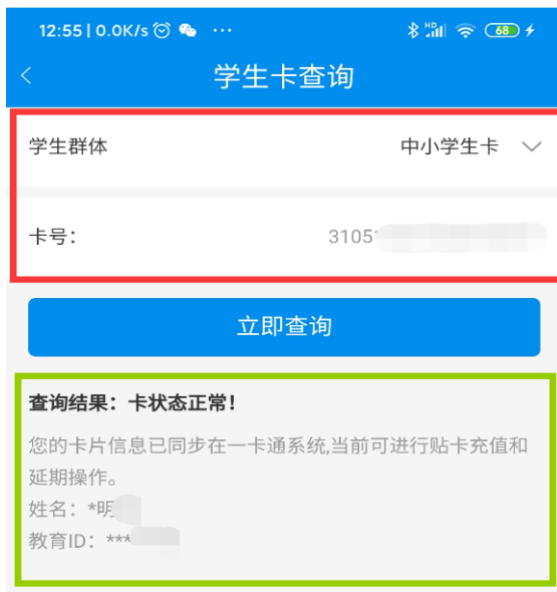 12:55 | 0.0K/s ···
HD 68
学生卡查询
学生群体 中小学生卡
卡号: 3105
立即查询
查询结果：卡状态正常！
您的卡片信息已同步在一卡通系统,当前可进行贴卡充值和
延期操作。
姓名：*明
教育ID：***